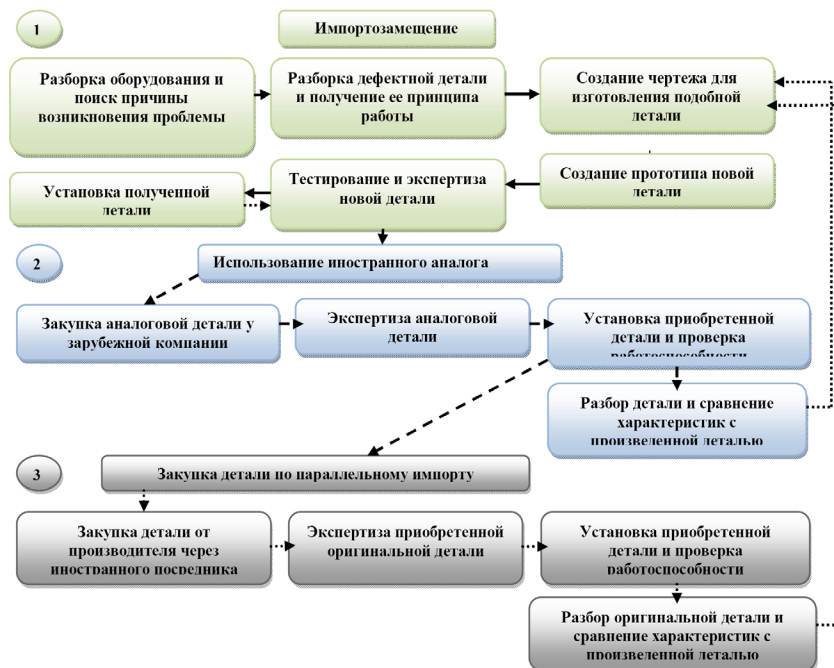 1
Импортозамещение
Разборка оборудования и
поиск причины
возникновения проблемы
Разборка дефектной детали
и получение ее принципа
работы
Создание чертежа для
изготовления подобной
детали
Установка полученной
детали
Тестирование и экспертиза
новой детали
Создание прототипа новой
детали
2
Использование иностранного аналога
Закупка аналоговой детали у
зарубежной компании
Экспертиза аналоговой
детали
Установка приобретенной
детали и проверка
работоспособности
Разбор детали и сравнение
характеристик с
произведенной деталью
3
Закупка детали по параллельному импорту
Закупка детали от
производителя через
иностранного посредника
Экспертиза приобретенной
оригинальной детали
Установка приобретенной
детали и проверка
работоспособности
Разбор оригинальной детали и
сравнение характеристик с
произведенной деталью